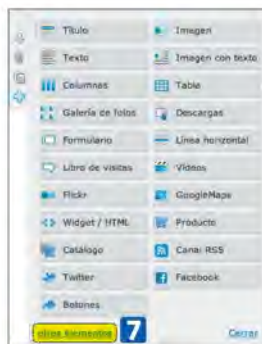 Título
Imagen
Texto
Imagen con texto
Columnas
Tabla
Galería de fotos
Descargas
Formulario
Línea horizontal
Libro de visitas
Vídeos
Flickr
GoogleMaps
Widget / HTML
Producto
Catálogo
Canal RSS
Twitter
Facebook
Botones
otros elementos 7
Cerrar